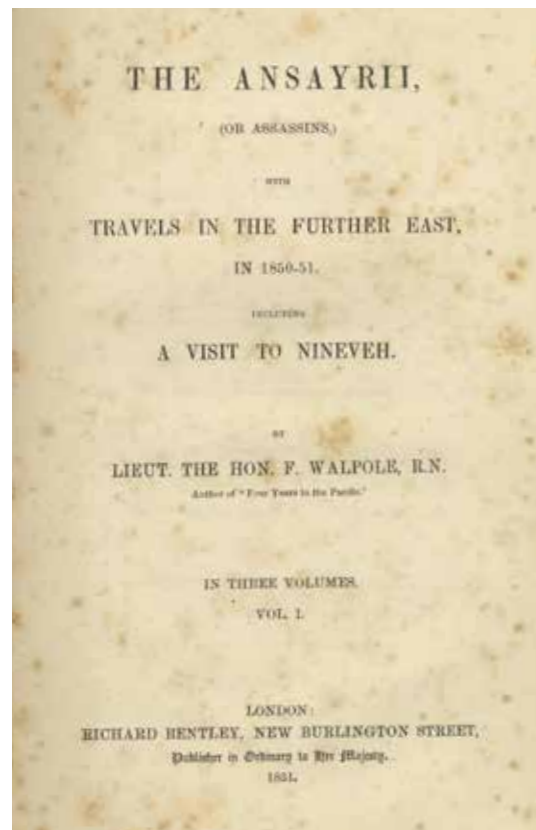 THE ANSAYRII,
(OR ASSASSINS,)
WITH
TRAVELS IN THE FURTHER EAST,
IN 1850-51.
INCLUDING
A VISIT TO NINEVEH.
BY
LIEUT. THE HON. F. WALPOLE, R.N.
Author of "Four Years in the Pacific."
IN THREE VOLUMES.
VOL. I.
LONDON:
RICHARD BENTLEY, NEW BURLINGTON STREET,
Publisher in Ordinary to Her Majesty.
1851.